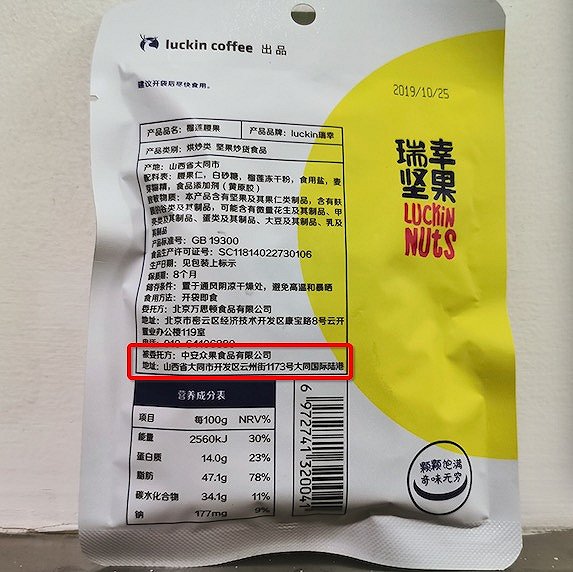 luckin coffee 出品
建议开袋后尽快食用。
2019/10/25
产品品名：榴莲腰果 产品品牌：luckin瑞幸
产品类别：烘炒类 坚果炒货食品
产地：山西省大同市
配料表：腰果仁，白砂糖，榴莲冻干粉，食用盐，麦
芽糊精，食品添加剂（黄原胶）
致敏物质：本产品含有坚果及其果仁类制品，含有麸
质的谷类及其制品，可能含有微量花生及其制品、甲
壳类及其制品、蛋类及其制品、大豆及其制品、乳及
其制品
产品标准号：GB 19300
食品生产许可证号：SC11814022730106
生产日期：见包装上标示
保质期：8个月
储存条件：置于通风阴凉干燥处，避免高温和暴晒
食用方法：开袋即食
委托方：北京万思顿食品有限公司
地址：北京市密云区经济技术开发区康宝路8号云开
置业办公楼119室
电话：010-64406880
被委托方：中安众果食品有限公司
地址：山西省大同市开发区云州街1173号大同国际陆港
营养成分表
项目 每100g NRV%
能量 2560kJ 30%
蛋白质 14.0g 23%
脂肪 47.1g 78%
碳水化合物 34.1g 11%
钠 177mg 9%
6 972741 320041
瑞幸
坚果
LUCKIN
NUTS
颗颗饱满
奇味无穷